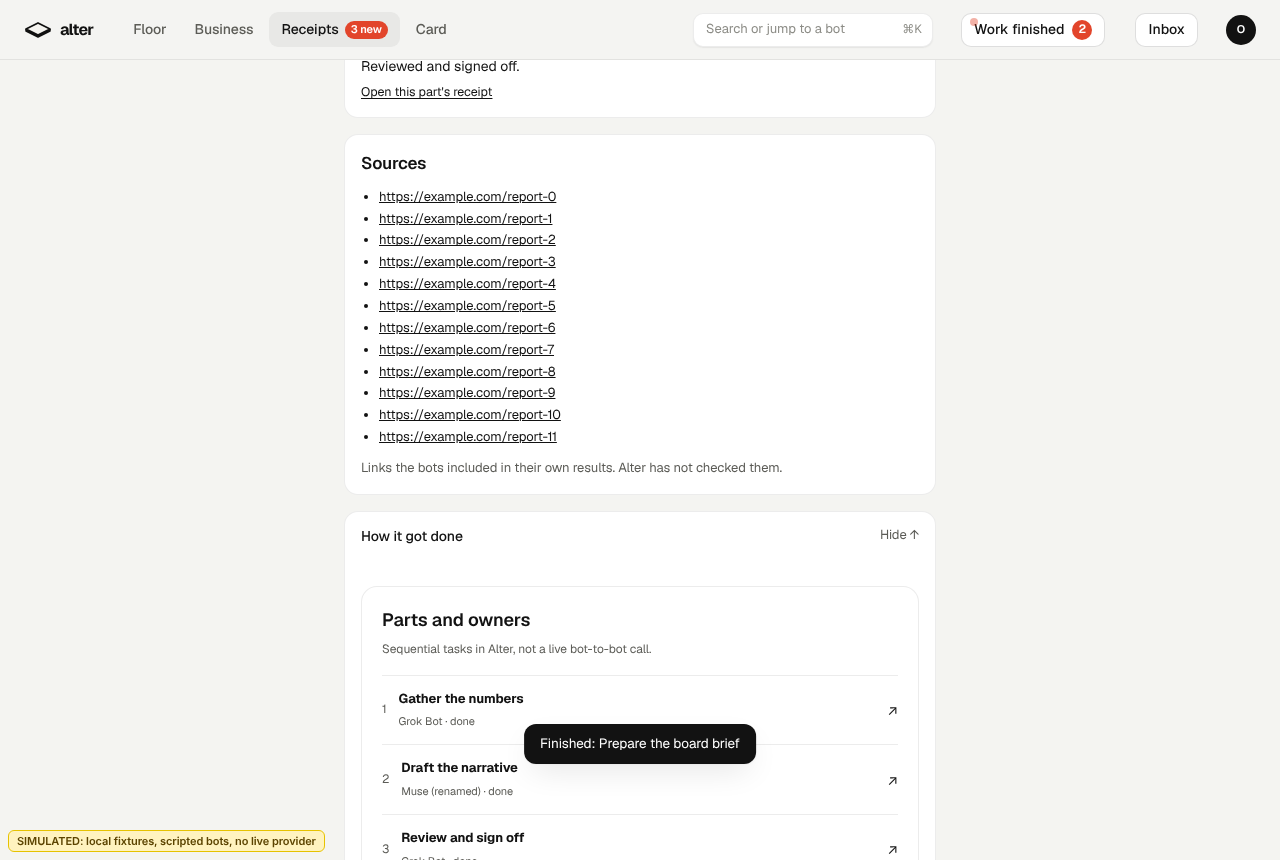 alter
Floor
Business
Receipts 3 new
Card
Search or jump to a bot ⌘K
Work finished 2
Inbox
O
Reviewed and signed off.
Open this part's receipt
Sources
• https://example.com/report-0
• https://example.com/report-1
• https://example.com/report-2
• https://example.com/report-3
• https://example.com/report-4
• https://example.com/report-5
• https://example.com/report-6
• https://example.com/report-7
• https://example.com/report-8
• https://example.com/report-9
• https://example.com/report-10
• https://example.com/report-11
Links the bots included in their own results. Alter has not checked them.
How it got done
Hide ↑
Parts and owners
Sequential tasks in Alter, not a live bot-to-bot call.
1 Gather the numbers ↗
Grok Bot · done
Finished: Prepare the board brief
2 Draft the narrative ↗
Muse (renamed) · done
3 Review and sign off ↗
Grok Bot · done
SIMULATED: local fixtures, scripted bots, no live provider